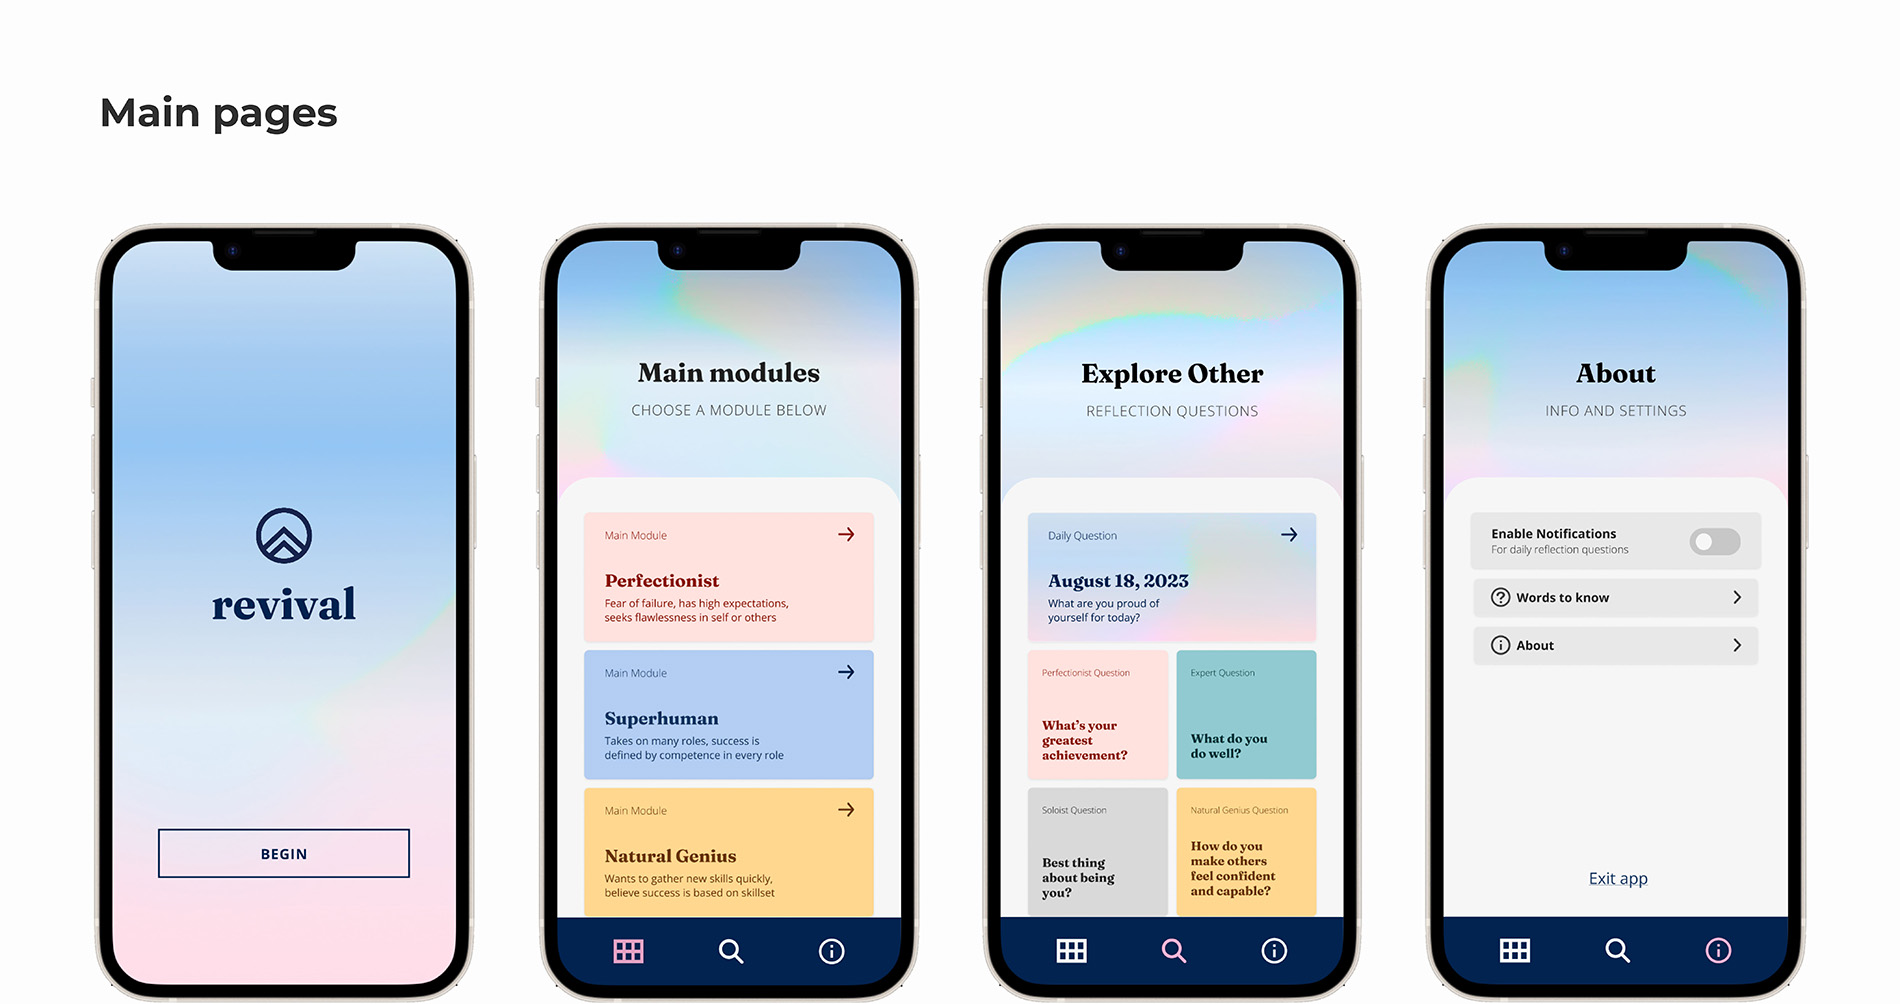 Main pages
revival
BEGIN
Main modules
CHOOSE A MODULE BELOW
Main Module
Perfectionist
Fear of failure, has high expectations,
seeks flawlessness in self or others
Main Module
Superhuman
Takes on many roles, success is
defined by competence in every role
Main Module
Natural Genius
Wants to gather new skills quickly,
believe success is based on skillset
Explore Other
REFLECTION QUESTIONS
Daily Question
August 18, 2023
What are you proud of
yourself for today?
Perfectionist Question
What's your
greatest
achievement?
Expert Question
What do you
do well?
Soloist Question
Best thing
about being
you?
Natural Genius Question
How do you
make others
feel confident
and capable?
About
INFO AND SETTINGS
Enable Notifications
For daily reflection questions
Words to know
About
Exit app